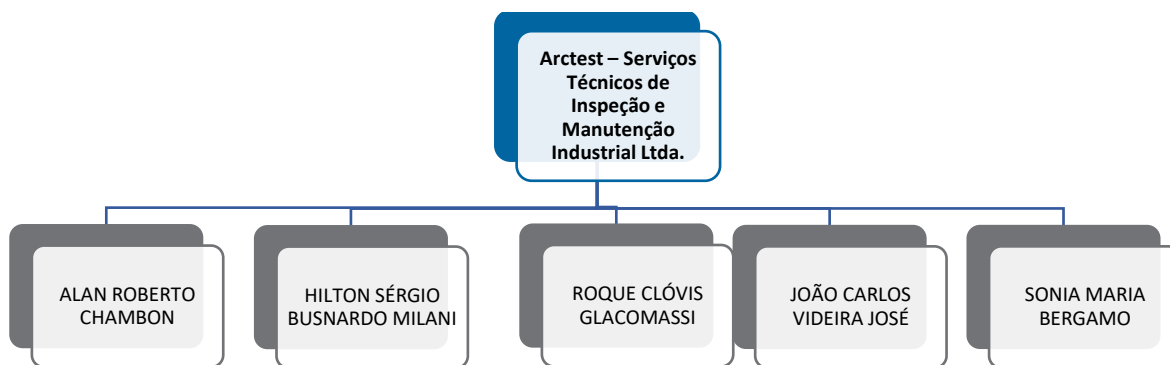 Arctest – Serviços
Técnicos de
Inspeção e
Manutenção
Industrial Ltda.
ALAN ROBERTO
CHAMBON
HILTON SÉRGIO
BUSNARDO MILANI
ROQUE CLÓVIS
GLACOMASSI
JOÃO CARLOS
VIDEIRA JOSÉ
SONIA MARIA
BERGAMO